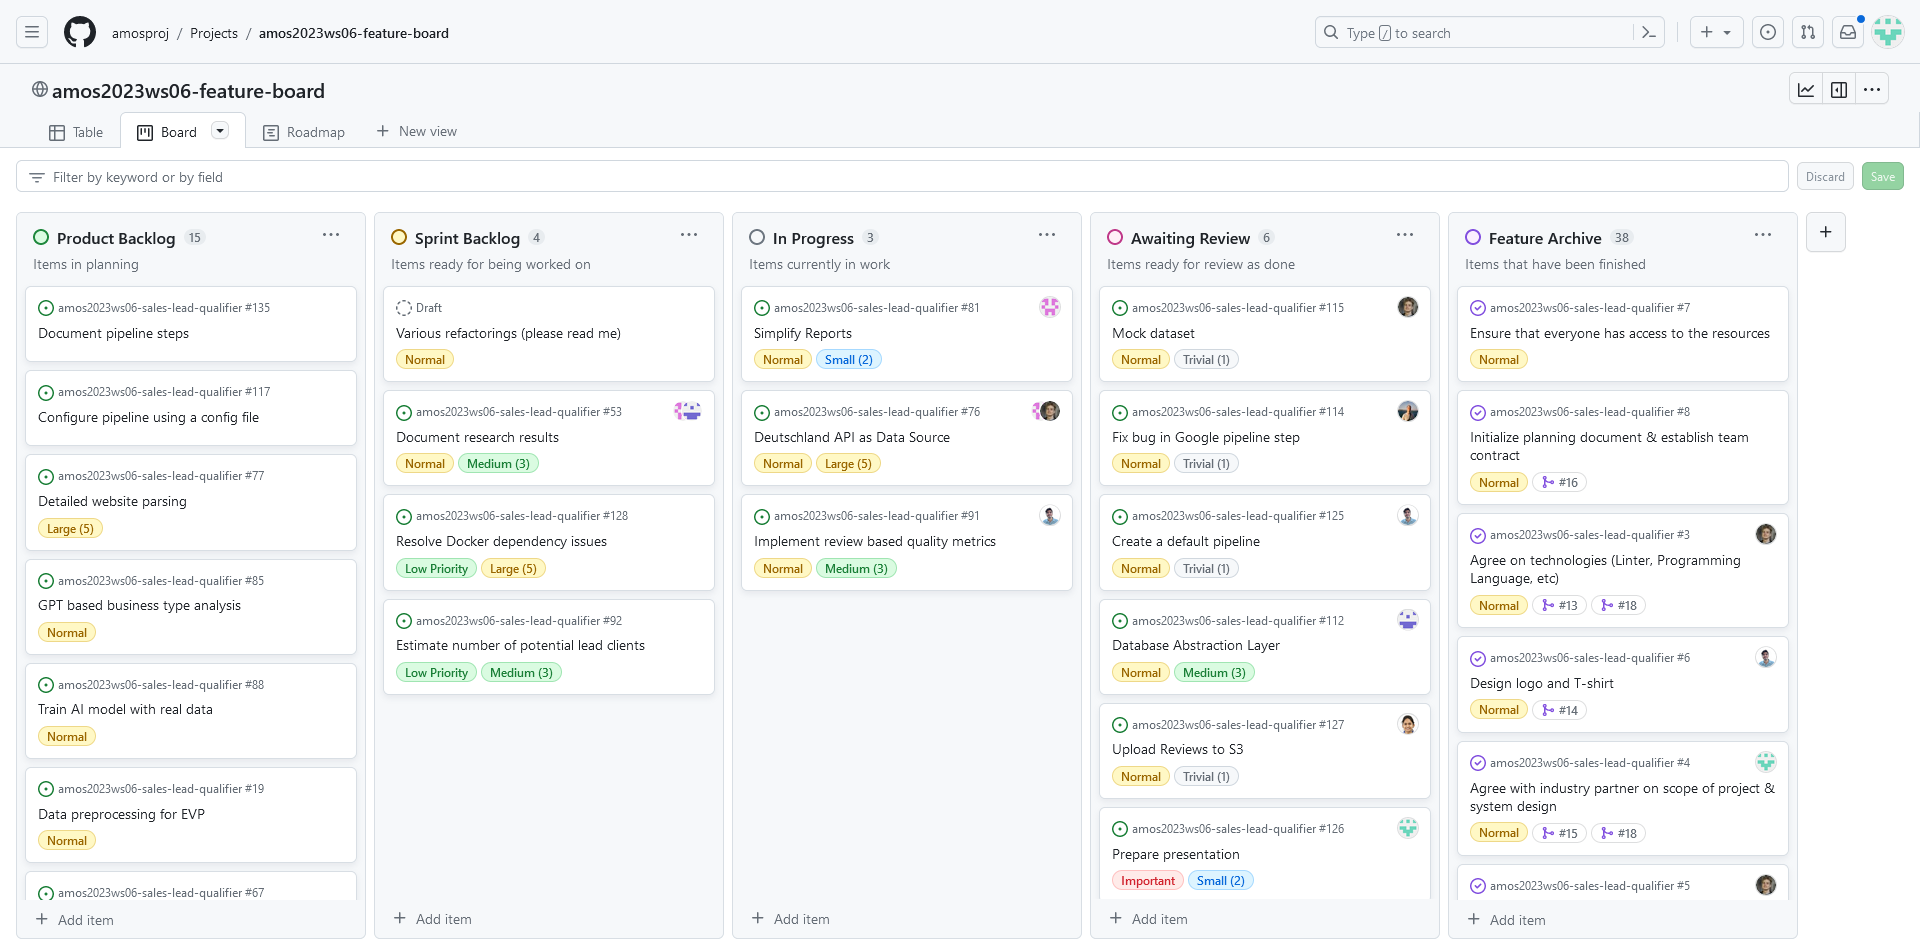 amosproj / Projects / amos2023ws06-feature-board
Type / to search
amos2023ws06-feature-board
Table
Board
Roadmap
New view
Filter by keyword or by field
Discard
Save
Product Backlog 15
Items in planning
amos2023ws06-sales-lead-qualifier #135
Document pipeline steps
amos2023ws06-sales-lead-qualifier #117
Configure pipeline using a config file
amos2023ws06-sales-lead-qualifier #77
Detailed website parsing
Large (5)
amos2023ws06-sales-lead-qualifier #85
GPT based business type analysis
Normal
amos2023ws06-sales-lead-qualifier #88
Train AI model with real data
Normal
amos2023ws06-sales-lead-qualifier #19
Data preprocessing for EVP
Normal
amos2023ws06-sales-lead-qualifier #67
Add item
Sprint Backlog 4
Items ready for being worked on
Draft
Various refactorings (please read me)
Normal
amos2023ws06-sales-lead-qualifier #53
Document research results
Normal Medium (3)
amos2023ws06-sales-lead-qualifier #128
Resolve Docker dependency issues
Low Priority Large (5)
amos2023ws06-sales-lead-qualifier #92
Estimate number of potential lead clients
Low Priority Medium (3)
Add item
In Progress 3
Items currently in work
amos2023ws06-sales-lead-qualifier #81
Simplify Reports
Normal Small (2)
amos2023ws06-sales-lead-qualifier #76
Deutschland API as Data Source
Normal Large (5)
amos2023ws06-sales-lead-qualifier #91
Implement review based quality metrics
Normal Medium (3)
Add item
Awaiting Review 6
Items ready for review as done
amos2023ws06-sales-lead-qualifier #115
Mock dataset
Normal Trivial (1)
amos2023ws06-sales-lead-qualifier #114
Fix bug in Google pipeline step
Normal Trivial (1)
amos2023ws06-sales-lead-qualifier #125
Create a default pipeline
Normal Trivial (1)
amos2023ws06-sales-lead-qualifier #112
Database Abstraction Layer
Normal Medium (3)
amos2023ws06-sales-lead-qualifier #127
Upload Reviews to S3
Normal Trivial (1)
amos2023ws06-sales-lead-qualifier #126
Prepare presentation
Important Small (2)
Add item
Feature Archive 38
Items that have been finished
amos2023ws06-sales-lead-qualifier #7
Ensure that everyone has access to the resources
Normal
amos2023ws06-sales-lead-qualifier #8
Initialize planning document & establish team
contract
Normal #16
amos2023ws06-sales-lead-qualifier #3
Agree on technologies (Linter, Programming
Language, etc)
Normal #13 #18
amos2023ws06-sales-lead-qualifier #6
Design logo and T-shirt
Normal #14
amos2023ws06-sales-lead-qualifier #4
Agree with industry partner on scope of project &
system design
Normal #15 #18
amos2023ws06-sales-lead-qualifier #5
Add item